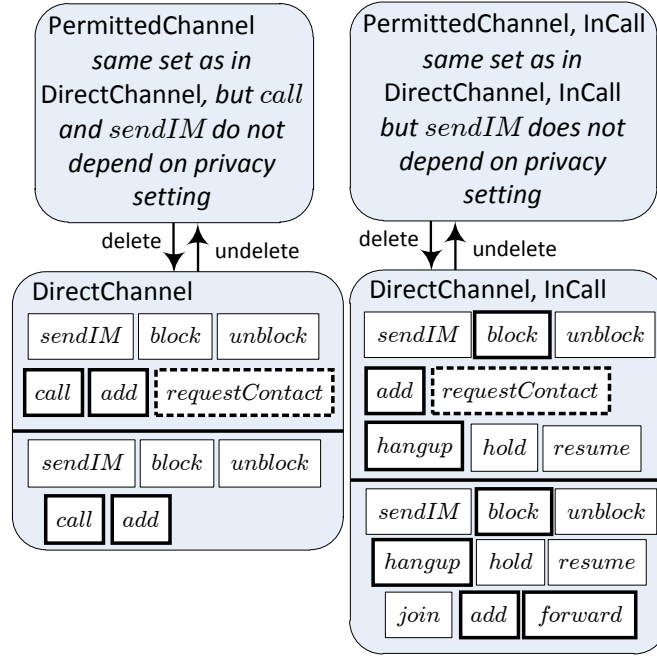 PermittedChannel
same set as in
DirectChannel, but call
and sendIM do not
depend on privacy
setting
delete
undelete
DirectChannel
sendIM block unblock
call add requestContact
sendIM block unblock
call add
PermittedChannel, InCall
same set as in
DirectChannel, InCall
but sendIM does not
depend on privacy
setting
delete
undelete
DirectChannel, InCall
sendIM block unblock
add requestContact
hangup hold resume
sendIM block unblock
hangup hold resume
join add forward